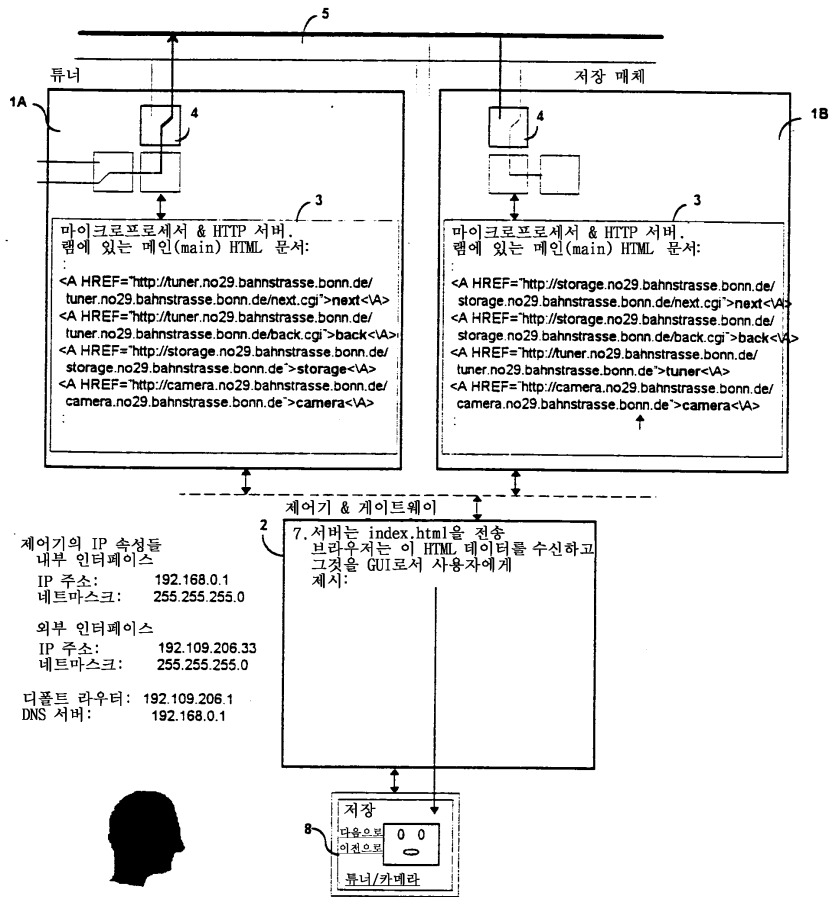 5
튜너
저장 매체
1A
1B
4
4
3
3
마이크로프로세서 & HTTP 서버.
램에 있는 메인(main) HTML 문서:
:
<A HREF="http://tuner.no29.bahnstrasse.bonn.de/
tuner.no29.bahnstrasse.bonn.de/next.cgi">next<\A>
<A HREF="http://tuner.no29.bahnstrasse.bonn.de/
tuner.no29.bahnstrasse.bonn.de/back.cgi">back<\A>
<A HREF="http://storage.no29.bahnstrasse.bonn.de/
storage.no29.bahnstrasse.bonn.de">storage<\A>
<A HREF="http://camera.no29.bahnstrasse.bonn.de/
camera.no29.bahnstrasse.bonn.de">camera<\A>
:
마이크로프로세서 & HTTP 서버.
램에 있는 메인(main) HTML 문서:
:
<A HREF="http://storage.no29.bahnstrasse.bonn.de/
storage.no29.bahnstrasse.bonn.de/next.cgi">next<\A>
<A HREF="http://storage.no29.bahnstrasse.bonn.de/
storage.no29.bahnstrasse.bonn.de/back.cgi">back<\A>
<A HREF="http://tuner.no29.bahnstrasse.bonn.de/
tuner.no29.bahnstrasse.bonn.de">tuner<\A>
<A HREF="http://camera.no29.bahnstrasse.bonn.de/
camera.no29.bahnstrasse.bonn.de">camera<\A>
:
제어기 & 게이트웨이
2
7.서버는 index.html을 전송
브라우저는 이 HTML 데이터를 수신하고
그것을 GUI로서 사용자에게
제시:
제어기의 IP 속성들
내부 인터페이스
IP 주소: 192.168.0.1
네트마스크: 255.255.255.0
외부 인터페이스
IP 주소: 192.109.206.33
네트마스크: 255.255.255.0
디폴트 라우터: 192.109.206.1
DNS 서버: 192.168.0.1
8
저장
다음으로
이전으로
튜너/카메라